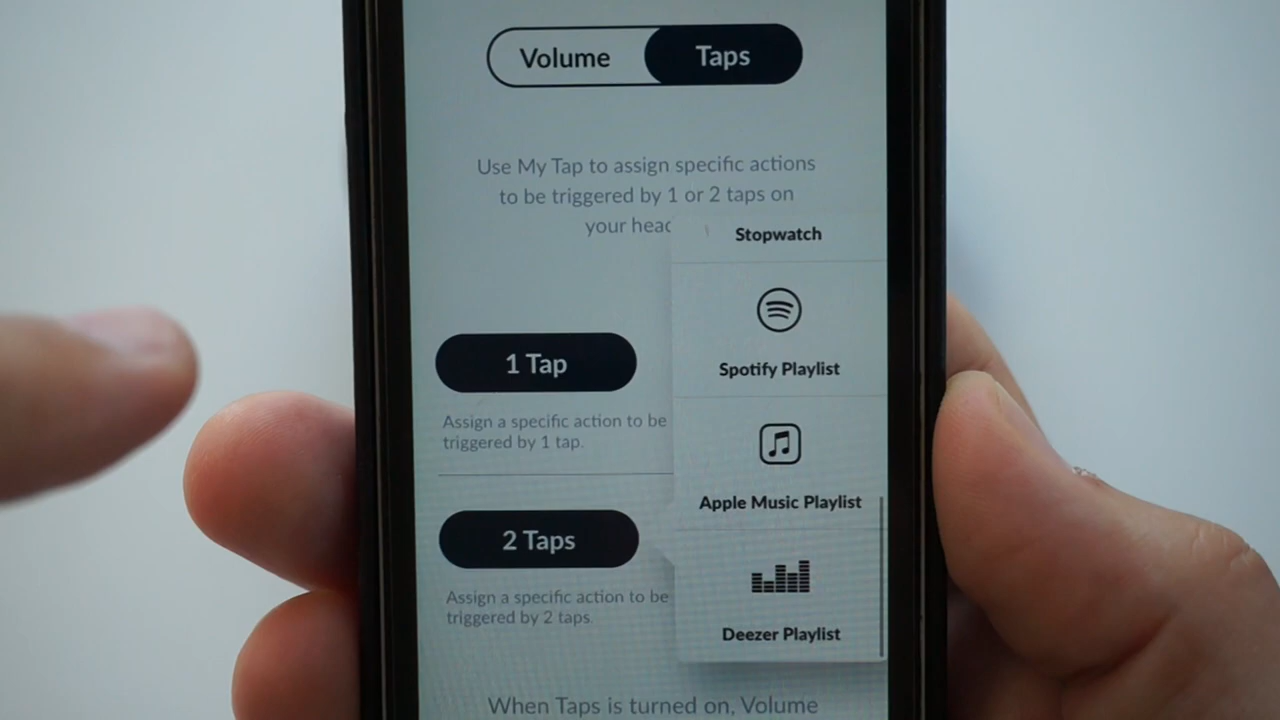 Volume
Taps
Use My Tap to assign specific actions
to be triggered by 1 or 2 taps on
your
Stopwatch
Spotify Playlist
1 Tap
Assign a specific action to be
triggered by 1 tap.
Apple Music Playlist
2 Taps
Assign a specific action to be
triggered by 2 taps.
Deezer Playlist
When Taps is turned on, Volume